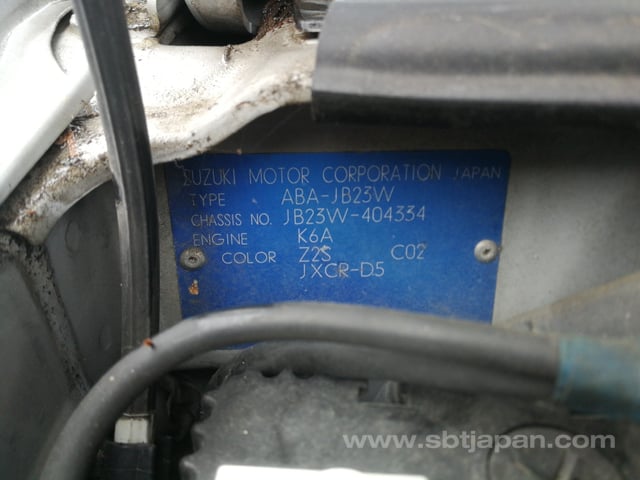 SUZUKI MOTOR CORPORATION JAPAN
TYPE ABA-JB23W
CHASSIS NO. JB23W-404334
ENGINE K6A
COLOR Z2S C02
JXCR-D5
www.sbtjapan.com